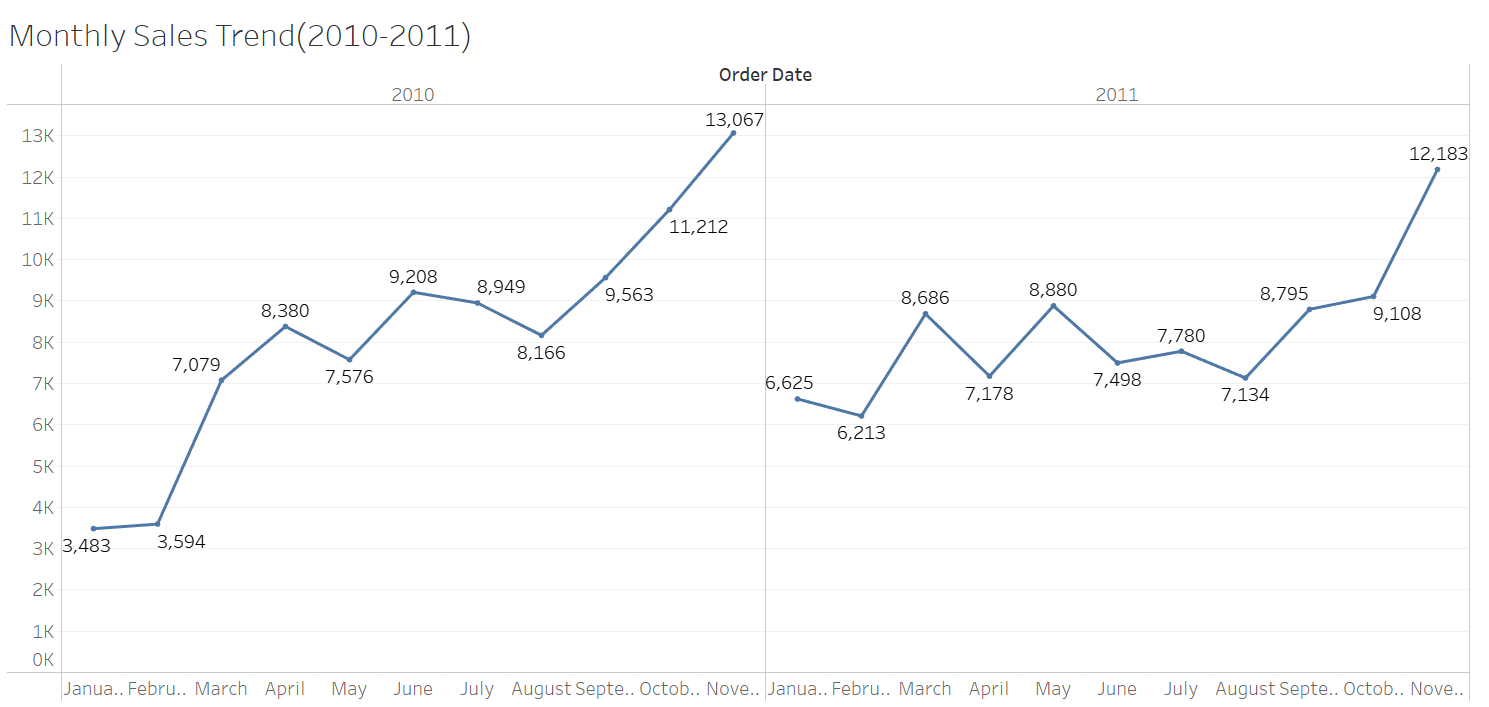 Monthly Sales Trend(2010-2011)
Order Date
2010 2011
13K
12K
11K
10K
9K
8K
7K
6K
5K
4K
3K
2K
1K
0K
3,483
3,594
7,079
8,380
7,576
9,208
8,949
8,166
9,563
11,212
13,067
6,625
6,213
8,686
7,178
8,880
7,498
7,780
7,134
8,795
9,108
12,183
Janua.. Febru.. March April May June July August Septe.. Octob.. Nove.. Janua.. Febru.. March April May June July August Septe.. Octob.. Nove..